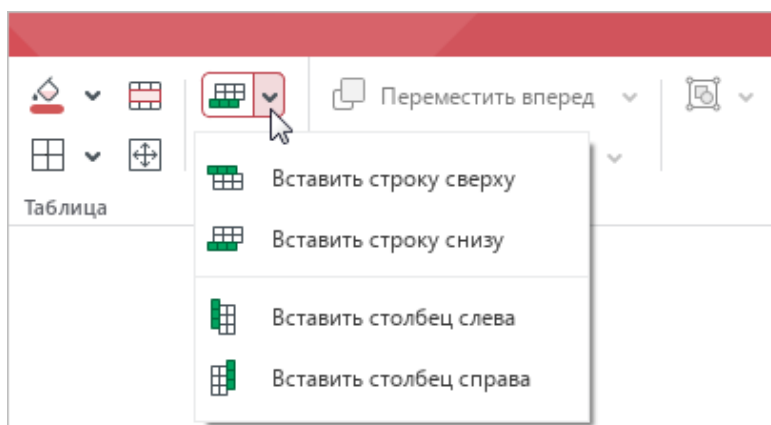 Переместить вперед
Таблица
Вставить строку сверху
Вставить строку снизу
Вставить столбец слева
Вставить столбец справа